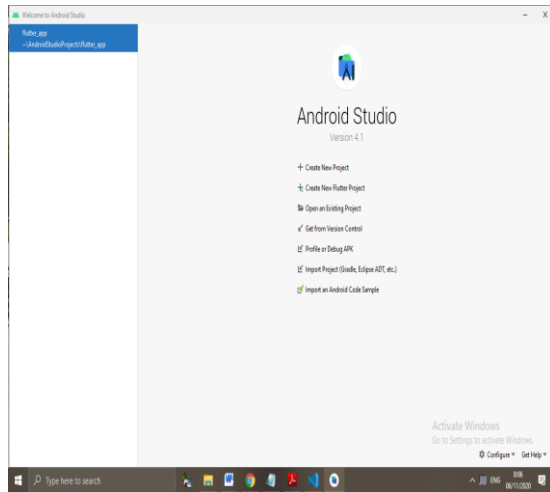 Welcome to Android Studio
flutter_app
~\AndroidStudioProjects\flutter_app
Android Studio
Version 4.1
Create New Project
Create New Flutter Project
Open an Existing Project
Get from Version Control
Profile or Debug APK
Import Project (Gradle, Eclipse ADT, etc.)
Import an Android Code Sample
Activate Windows
Go to Settings to activate Windows.
Configure
Get Help
Type here to search
ENG
06/11/2020